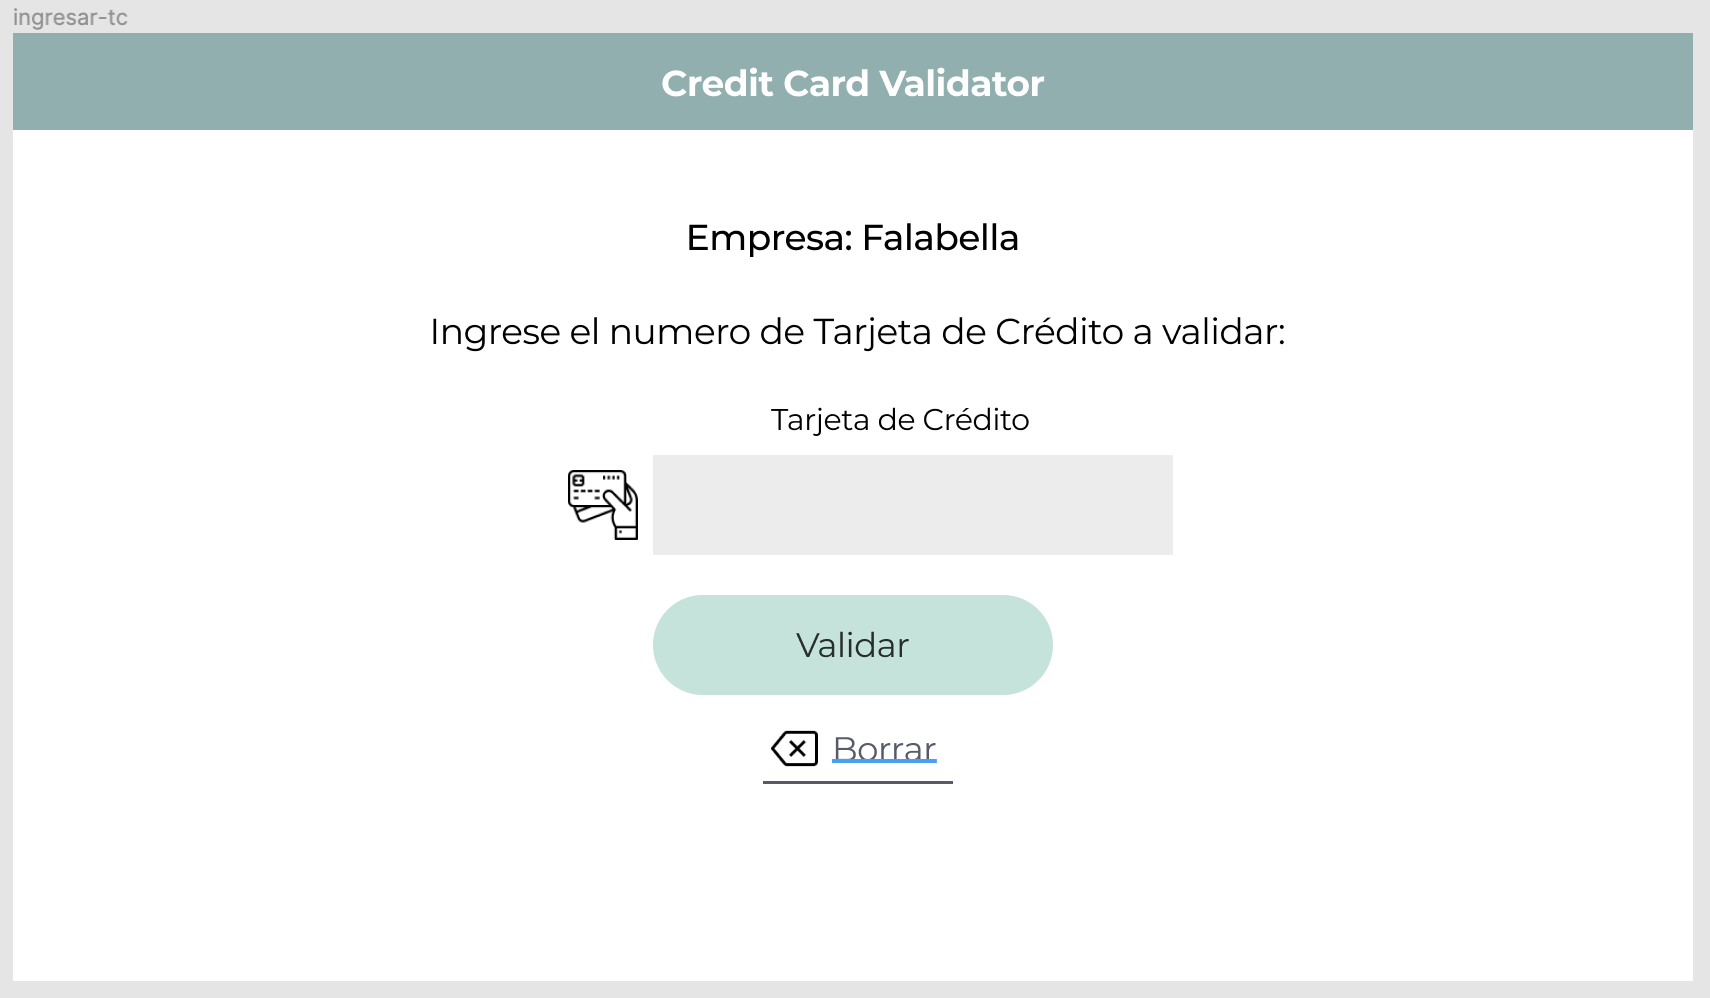 ingresar-tc
Credit Card Validator
Empresa: Falabella
Ingrese el numero de Tarjeta de Crédito a validar:
Tarjeta de Crédito
Validar
Borrar